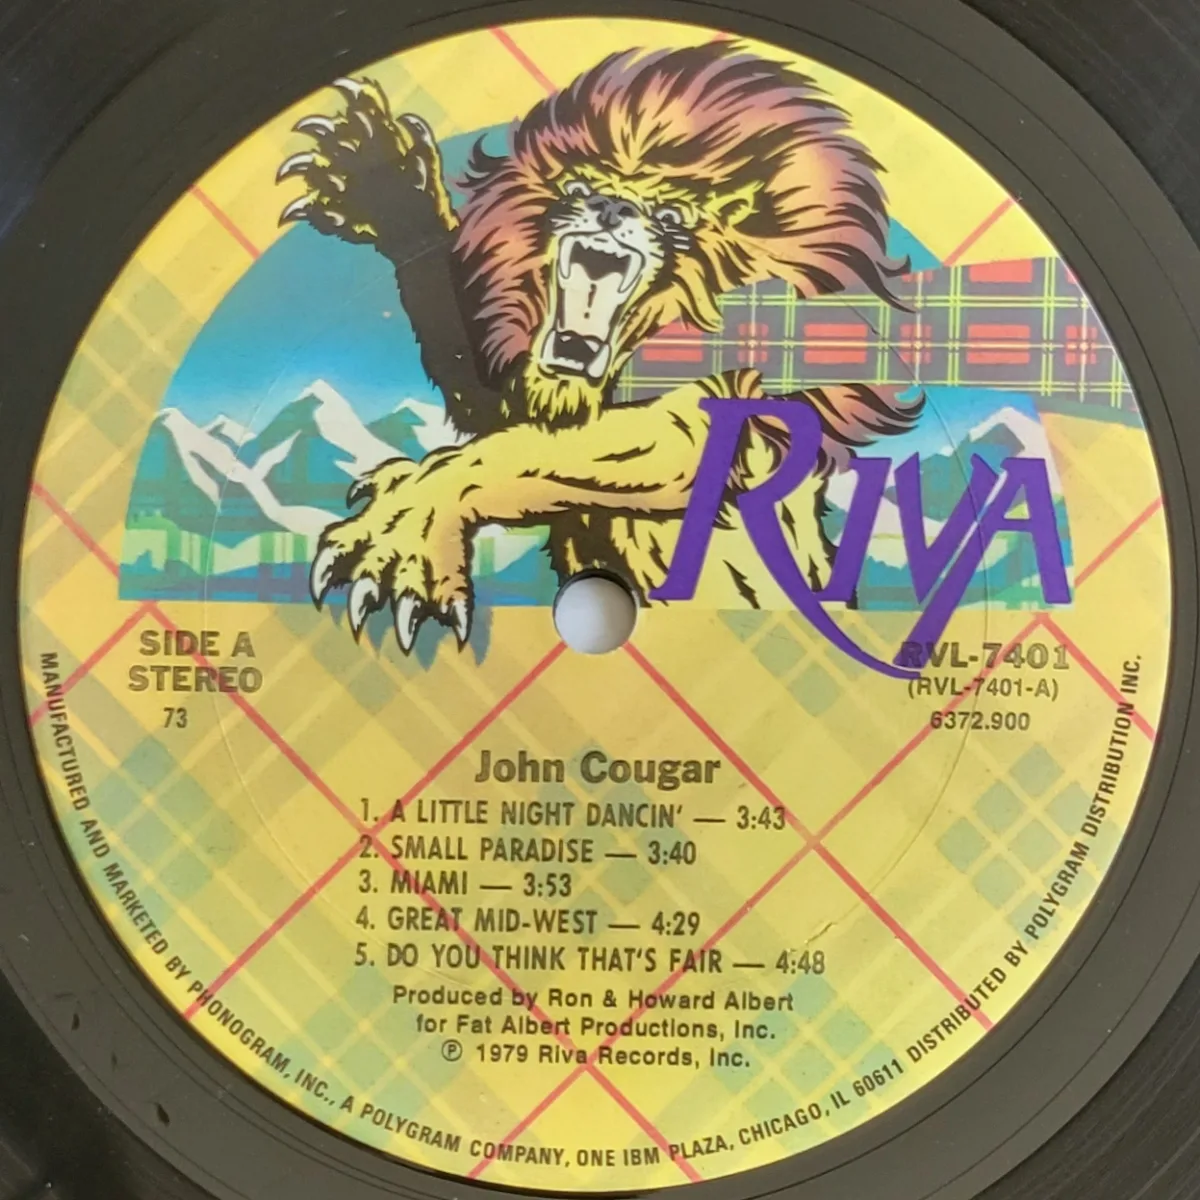 RIVA
SIDE A
STEREO
73
RVL-7401
(RVL-7401-A)
6372.900
John Cougar
1. A LITTLE NIGHT DANCIN' — 3:43
2. SMALL PARADISE — 3:40
3. MIAMI — 3:53
4. GREAT MID-WEST — 4:29
5. DO YOU THINK THAT'S FAIR — 4:48
Produced by Ron & Howard Albert
for Fat Albert Productions, Inc.
Ⓟ 1979 Riva Records, Inc.
MANUFACTURED AND MARKETED BY PHONOGRAM, INC., A POLYGRAM COMPANY, ONE IBM PLAZA, CHICAGO, IL 60611 DISTRIBUTED BY POLYGRAM DISTRIBUTION INC.